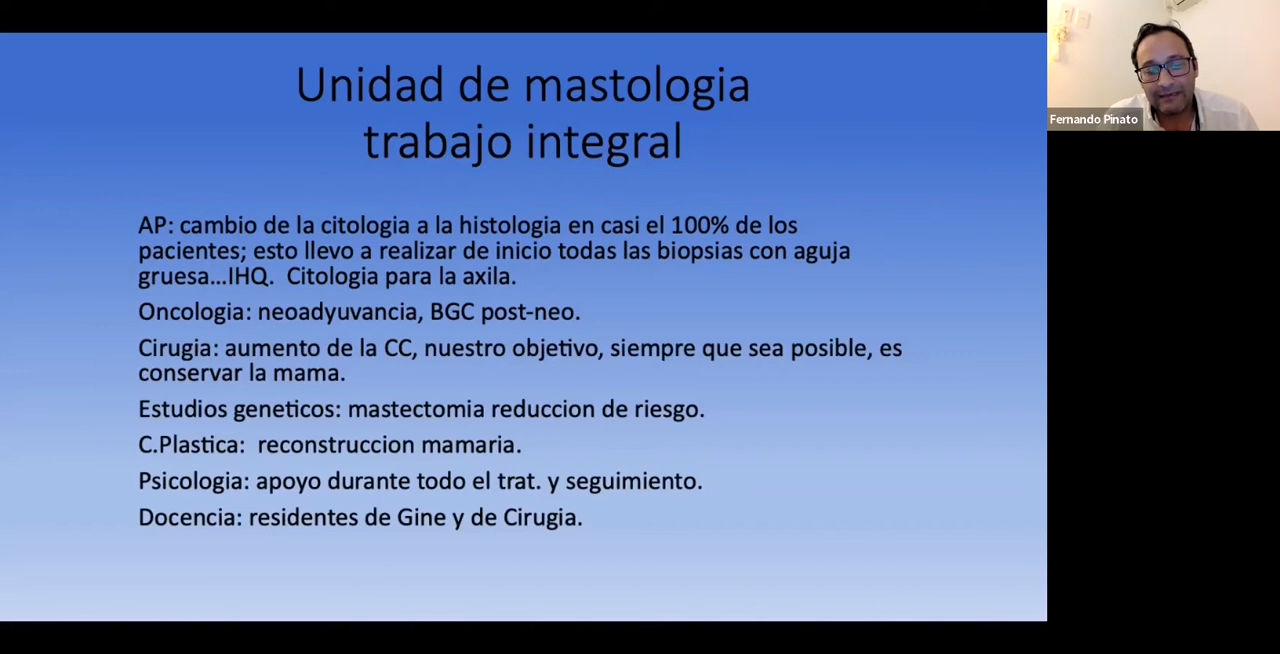 Unidad de mastologia
trabajo integral
AP: cambio de la citologia a la histologia en casi el 100% de los
pacientes; esto llevo a realizar de inicio todas las biopsias con aguja
gruesa...IHQ.  Citologia para la axila.
Oncologia: neoadyuvancia, BGC post-neo.
Cirugia: aumento de la CC, nuestro objetivo, siempre que sea posible, es
conservar la mama.
Estudios geneticos: mastectomia reduccion de riesgo.
C.Plastica:  reconstruccion mamaria.
Psicologia: apoyo durante todo el trat. y seguimiento.
Docencia: residentes de Gine y de Cirugia.
Fernando Pinato